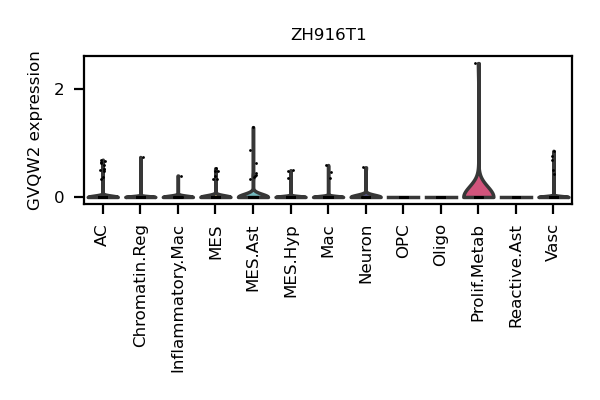 ZH916T1
GVQW2 expression
2
0
AC
Chromatin.Reg
Inflammatory.Mac
MES
MES.Ast
MES.Hyp
Mac
Neuron
OPC
Oligo
Prolif.Metab
Reactive.Ast
Vasc